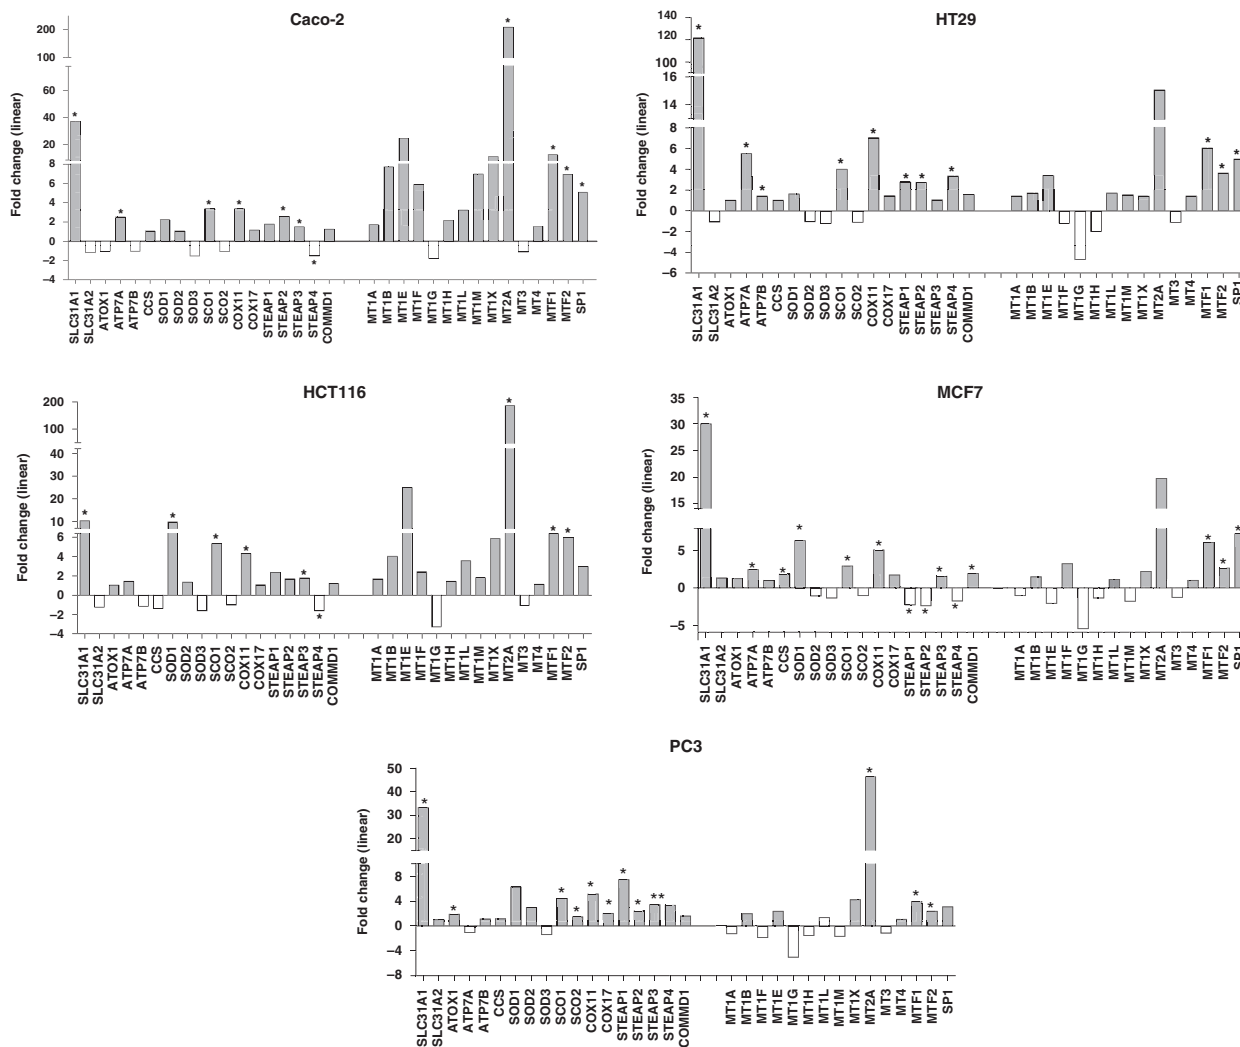 Caco-2
Fold change (linear)
200
100
60
40
20
8
6
4
2
0
−2
−4
* * * * * * * * * * *
SLC31A1 SLC31A2 ATOX1 ATP7A ATP7B CCS SOD1 SOD2 SOD3 SCO1 SCO2 COX11 COX17 STEAP1 STEAP2 STEAP3 STEAP4 COMMD1 MT1A MT1B MT1E MT1F MT1G MT1H MT1L MT1M MT1X MT2A MT3 MT4 MTF1 MTF2 SP1
HT29
Fold change (linear)
140
120
100
16
14
8
6
4
2
0
−2
−4
−6
* * * * * * * * * * *
SLC31A1 SLC31A2 ATOX1 ATP7A ATP7B CCS SOD1 SOD2 SOD3 SCO1 SCO2 COX11 COX17 STEAP1 STEAP2 STEAP3 STEAP4 COMMD1 MT1A MT1B MT1E MT1F MT1G MT1H MT1L MT1M MT1X MT2A MT3 MT4 MTF1 MTF2 SP1
HCT116
Fold change (linear)
200
100
40
20
10
6
4
2
0
−2
−4
* * * * * * * * *
SLC31A1 SLC31A2 ATOX1 ATP7A ATP7B CCS SOD1 SOD2 SOD3 SCO1 SCO2 COX11 COX17 STEAP1 STEAP2 STEAP3 STEAP4 COMMD1 MT1A MT1B MT1E MT1F MT1G MT1H MT1L MT1M MT1X MT2A MT3 MT4 MTF1 MTF2 SP1
MCF7
Fold change (linear)
35
30
25
20
15
5
0
−5
* * * * * * * * * * * * * *
SLC31A1 SLC31A2 ATOX1 ATP7A ATP7B CCS SOD1 SOD2 SOD3 SCO1 SCO2 COX11 COX17 STEAP1 STEAP2 STEAP3 STEAP4 COMMD1 MT1A MT1B MT1E MT1F MT1G MT1H MT1L MT1M MT1X MT2A MT3 MT4 MTF1 MTF2 SP1
PC3
Fold change (linear)
50
40
30
20
8
4
0
−4
−8
* * * * * * * * ** * * *
SLC31A1 SLC31A2 ATOX1 ATP7A ATP7B CCS SOD1 SOD2 SOD3 SCO1 SCO2 COX11 COX17 STEAP1 STEAP2 STEAP3 STEAP4 COMMD1 MT1A MT1B MT1F MT1E MT1G MT1H MT1L MT1M MT1X MT2A MT3 MT4 MTF1 MTF2 SP1